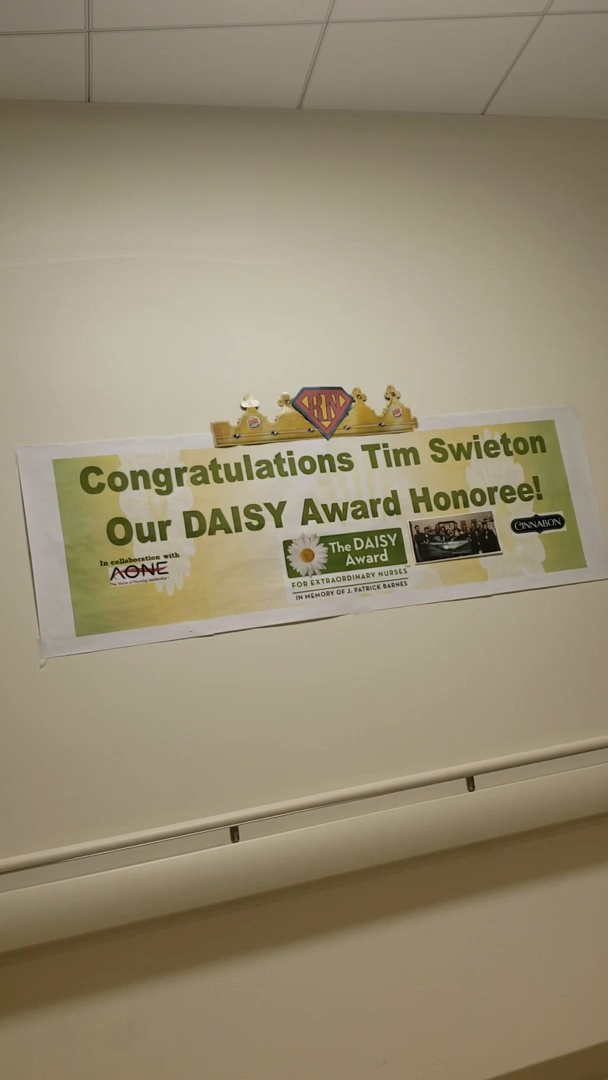 RN
Congratulations Tim Swieton
Our DAISY Award Honoree!
In collaboration with
AONE
The DAISY
Award
FOR EXTRAORDINARY NURSES
IN MEMORY OF J. PATRICK BARNES
CINNABON